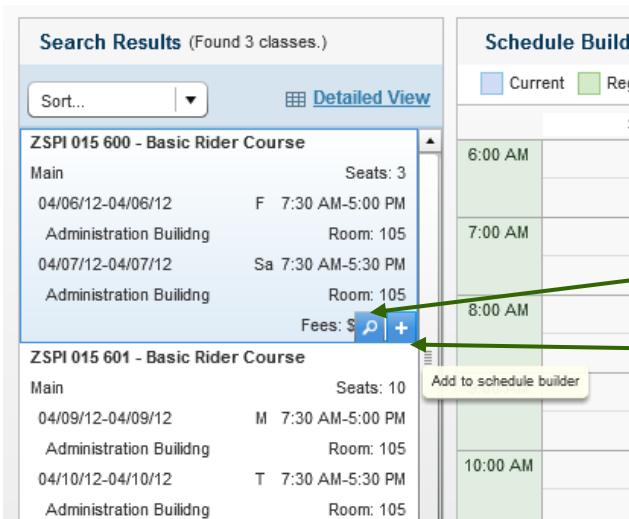 Search Results (Found 3 classes.)
Sort...
Detailed View
ZSPI 015 600 - Basic Rider Course
Main Seats: 3
04/06/12-04/06/12 F 7:30 AM-5:00 PM
Administration Builidng Room: 105
04/07/12-04/07/12 Sa 7:30 AM-5:30 PM
Administration Builidng Room: 105
Fees: $
ZSPI 015 601 - Basic Rider Course
Main Seats: 10
04/09/12-04/09/12 M 7:30 AM-5:00 PM
Administration Builidng Room: 105
04/10/12-04/10/12 T 7:30 AM-5:30 PM
Administration Builidng Room: 105
Add to schedule builder
Schedule Build
Current Reg
6:00 AM
7:00 AM
8:00 AM
10:00 AM